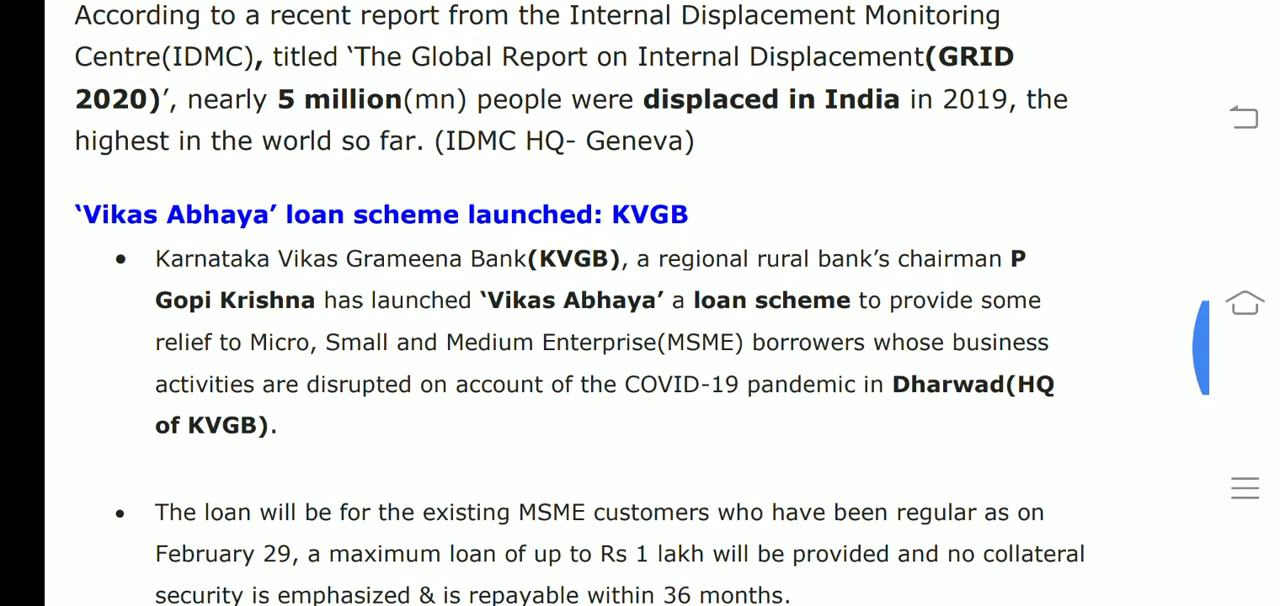 According to a recent report from the Internal Displacement Monitoring
Centre(IDMC), titled ‘The Global Report on Internal Displacement(GRID
2020)’, nearly 5 million(mn) people were displaced in India in 2019, the
highest in the world so far. (IDMC HQ- Geneva)
‘Vikas Abhaya’ loan scheme launched: KVGB
• Karnataka Vikas Grameena Bank(KVGB), a regional rural bank’s chairman P
Gopi Krishna has launched ‘Vikas Abhaya’ a loan scheme to provide some
relief to Micro, Small and Medium Enterprise(MSME) borrowers whose business
activities are disrupted on account of the COVID-19 pandemic in Dharwad(HQ
of KVGB).
• The loan will be for the existing MSME customers who have been regular as on
February 29, a maximum loan of up to Rs 1 lakh will be provided and no collateral
security is emphasized & is repayable within 36 months.